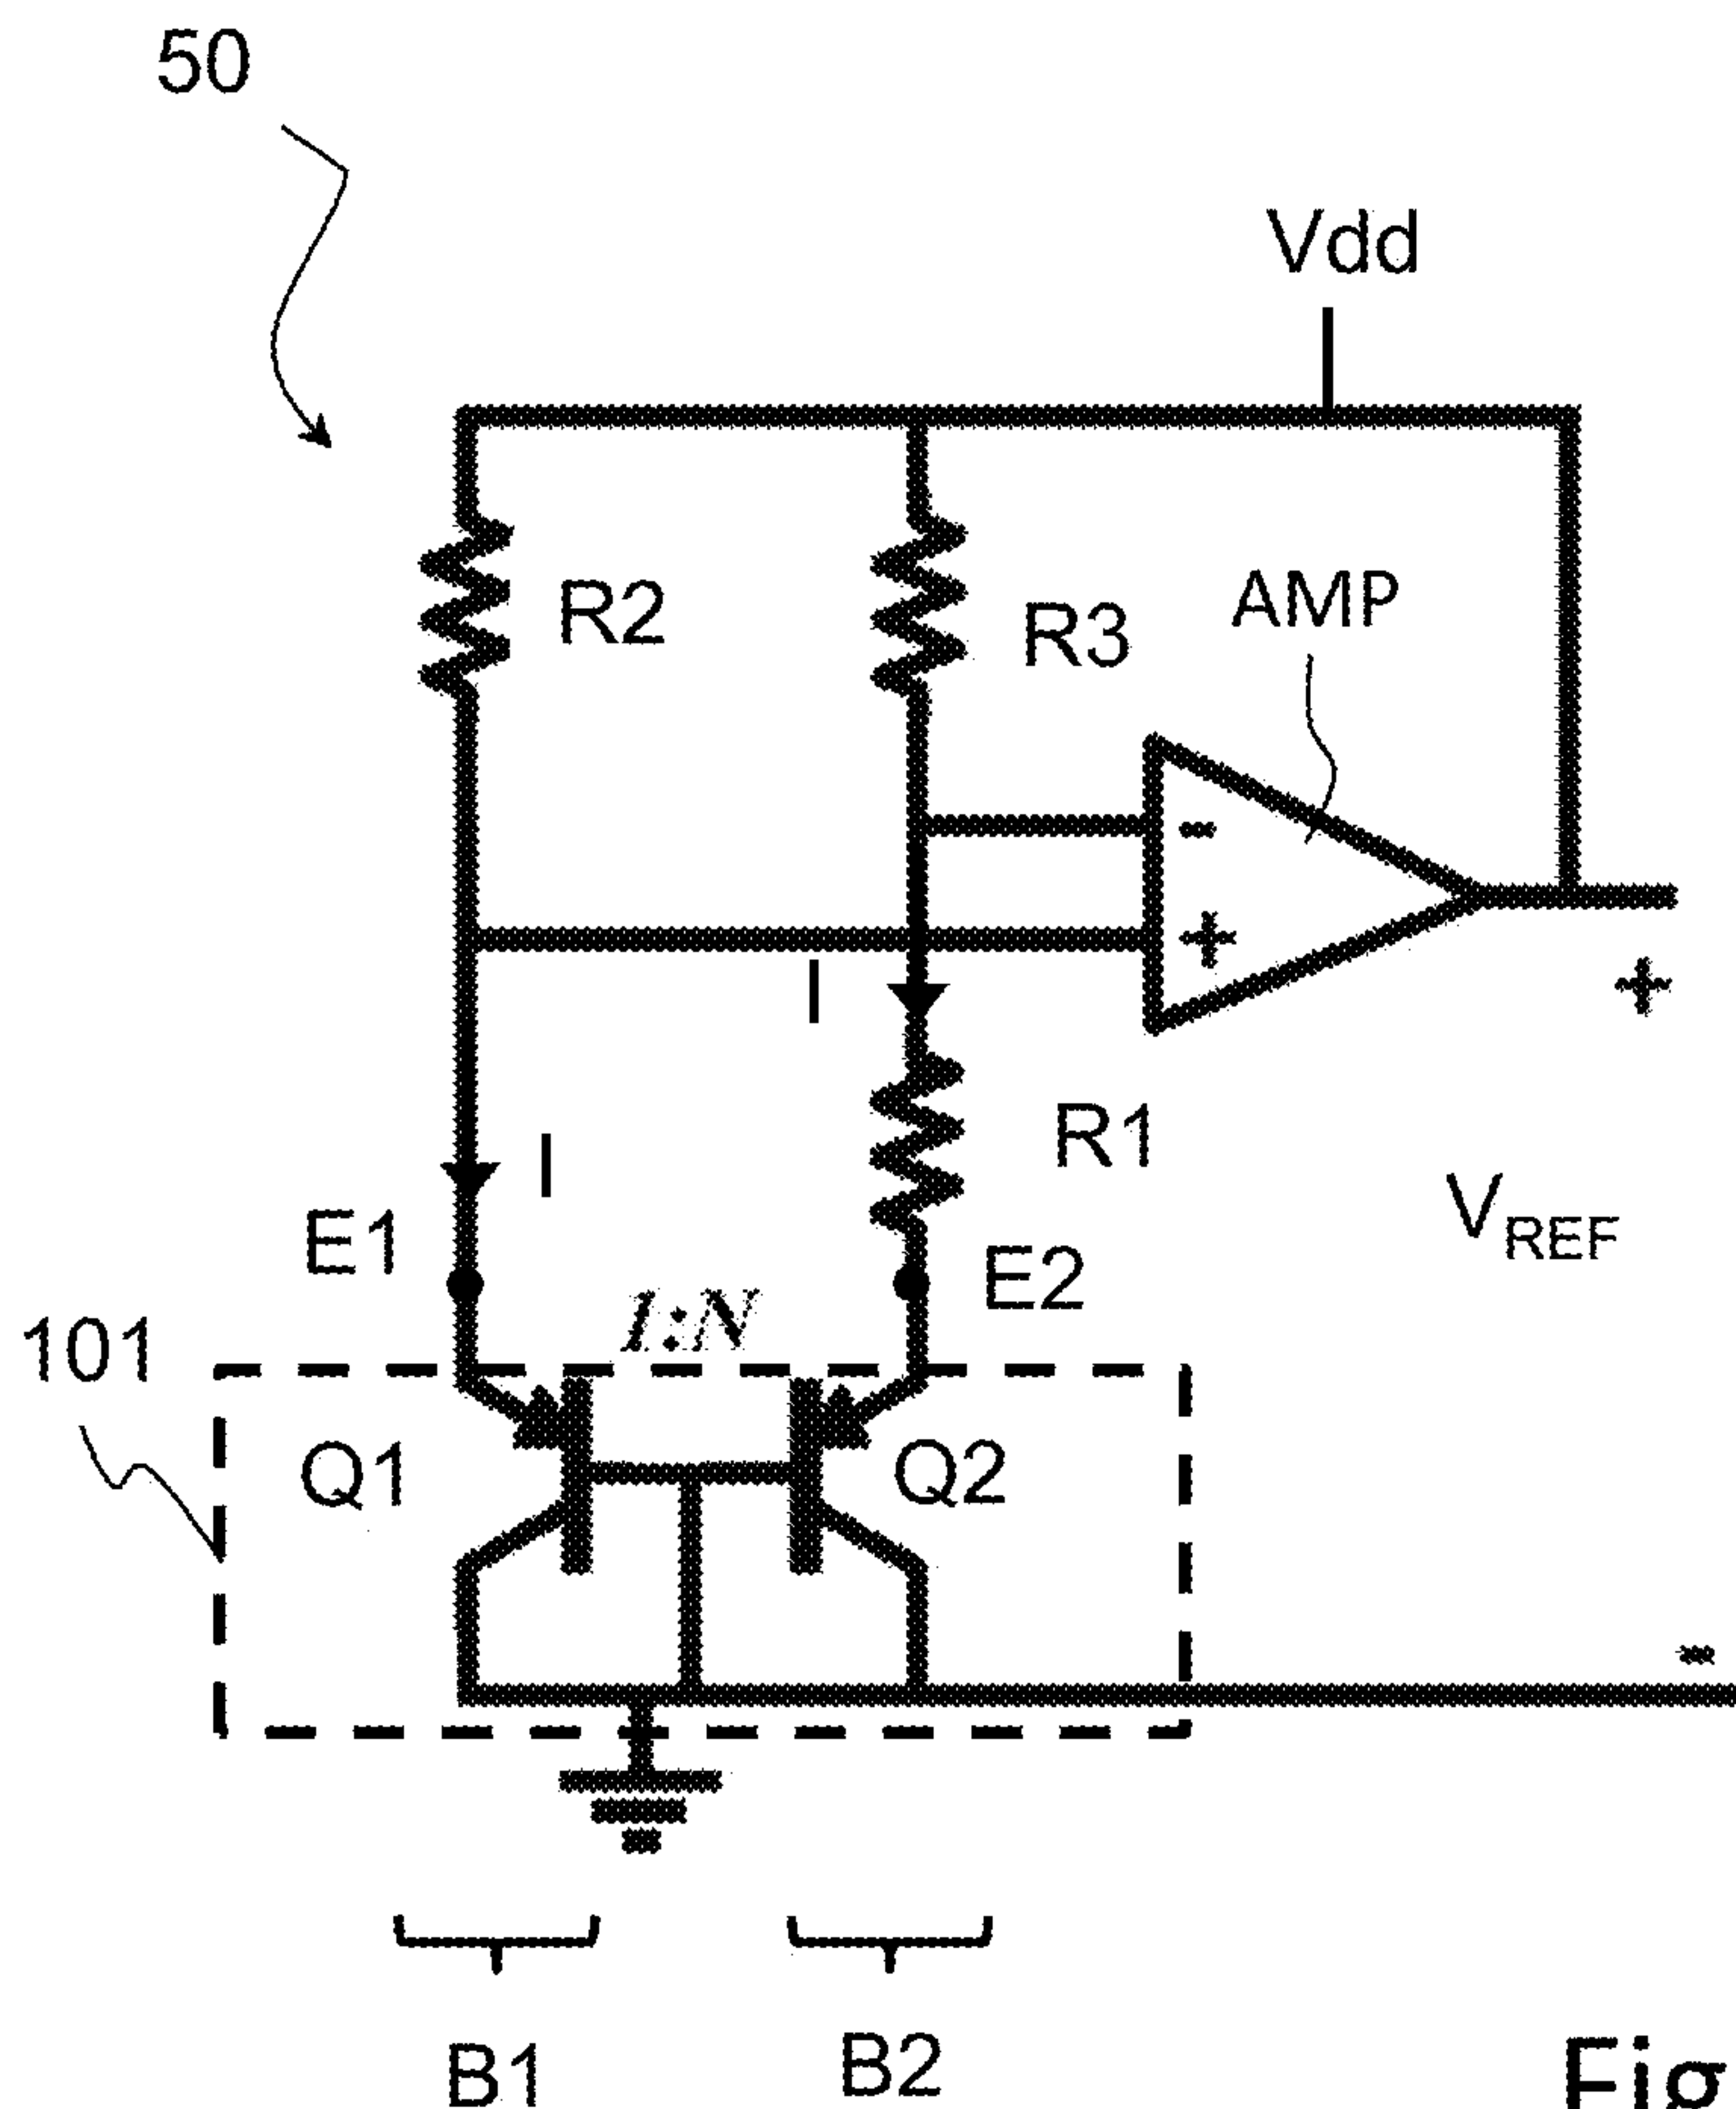 50
Vdd
R2
R3
AMP
-
+
I
+
R1
I
VREF
E1
E2
1:N
101
Q1
Q2
-
B1
B2
Fig